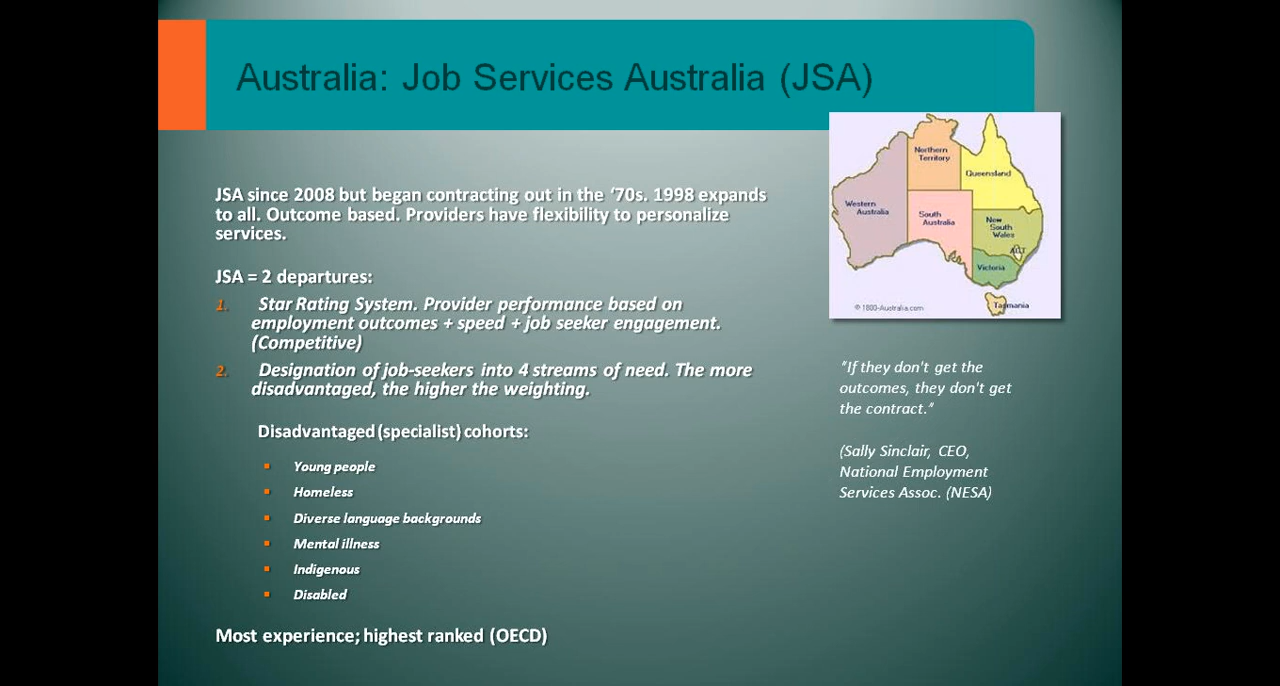 Australia: Job Services Australia (JSA)
JSA since 2008 but began contracting out in the ‘70s. 1998 expands
to all. Outcome based. Providers have flexibility to personalize
services.
JSA = 2 departures:
1. Star Rating System. Provider performance based on
employment outcomes + speed + job seeker engagement.
(Competitive)
2. Designation of job-seekers into 4 streams of need. The more
disadvantaged, the higher the weighting.
Disadvantaged (specialist) cohorts:
Young people
Homeless
Diverse language backgrounds
Mental illness
Indigenous
Disabled
Most experience; highest ranked (OECD)
Northern
Territory
Queensland
Western
Australia
South
Australia
New
South
Wales
ACT
Victoria
Tasmania
© 1800-Australia.com
"If they don't get the
outcomes, they don't get
the contract."
(Sally Sinclair, CEO,
National Employment
Services Assoc. (NESA)